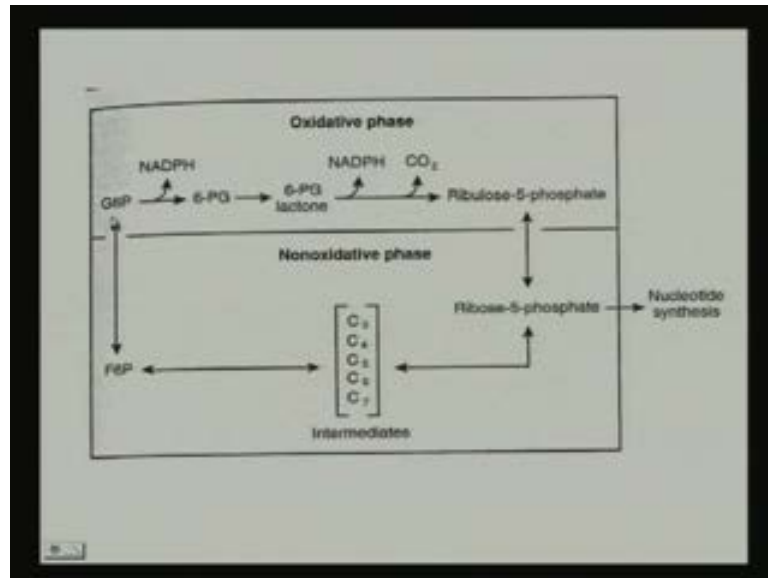 Oxidative phase
NADPH
NADPH
CO₂
G6P
6-PG
6-PG
lactone
Ribulose-5-phosphate
Nonoxidative phase
Ribose-5-phosphate
Nucleotide
synthesis
C₃
C₄
C₅
C₆
C₇
F6P
Intermediates